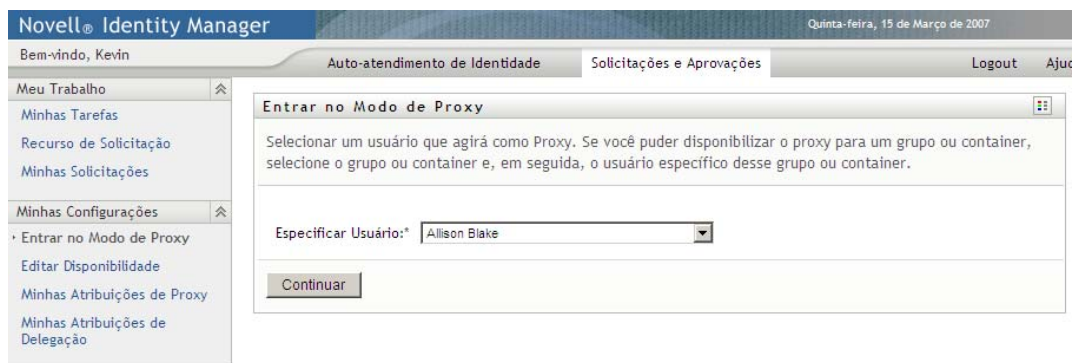 Novell® Identity Manager
Quinta-feira, 15 de Março de 2007
Bem-vindo, Kevin
Auto-atendimento de Identidade
Solicitações e Aprovações
Logout
Ajuc
Meu Trabalho
Minhas Tarefas
Recurso de Solicitação
Minhas Solicitações
Minhas Configurações
Entrar no Modo de Proxy
Editar Disponibilidade
Minhas Atribuições de Proxy
Minhas Atribuições de
Delegação
Entrar no Modo de Proxy
Selecionar um usuário que agirá como Proxy. Se você puder disponibilizar o proxy para um grupo ou container,
selecione o grupo ou container e, em seguida, o usuário específico desse grupo ou container.
Especificar Usuário:* Allison Blake
Continuar